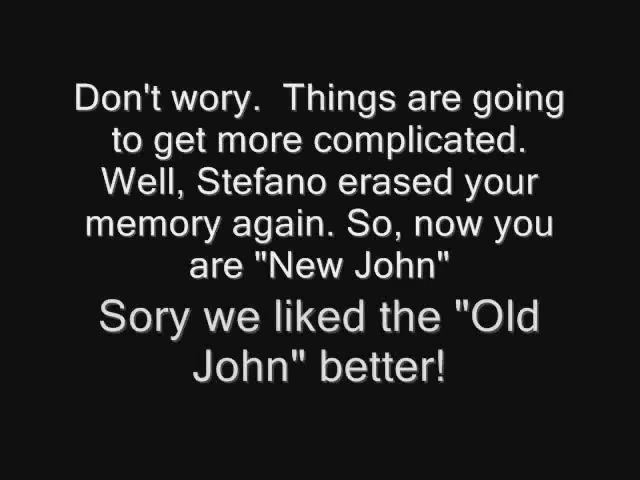 Don't wory.  Things are going
to get more complicated.
Well, Stefano erased your
memory again. So, now you
are "New John"
Sory we liked the "Old
John" better!